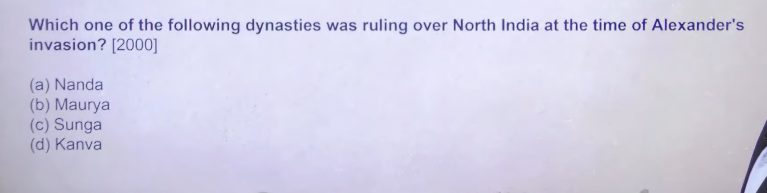 Which one of the following dynasties was ruling over North India at the time of Alexander's
invasion? [2000]
(a) Nanda
(b) Maurya
(c) Sunga
(d) Kanva